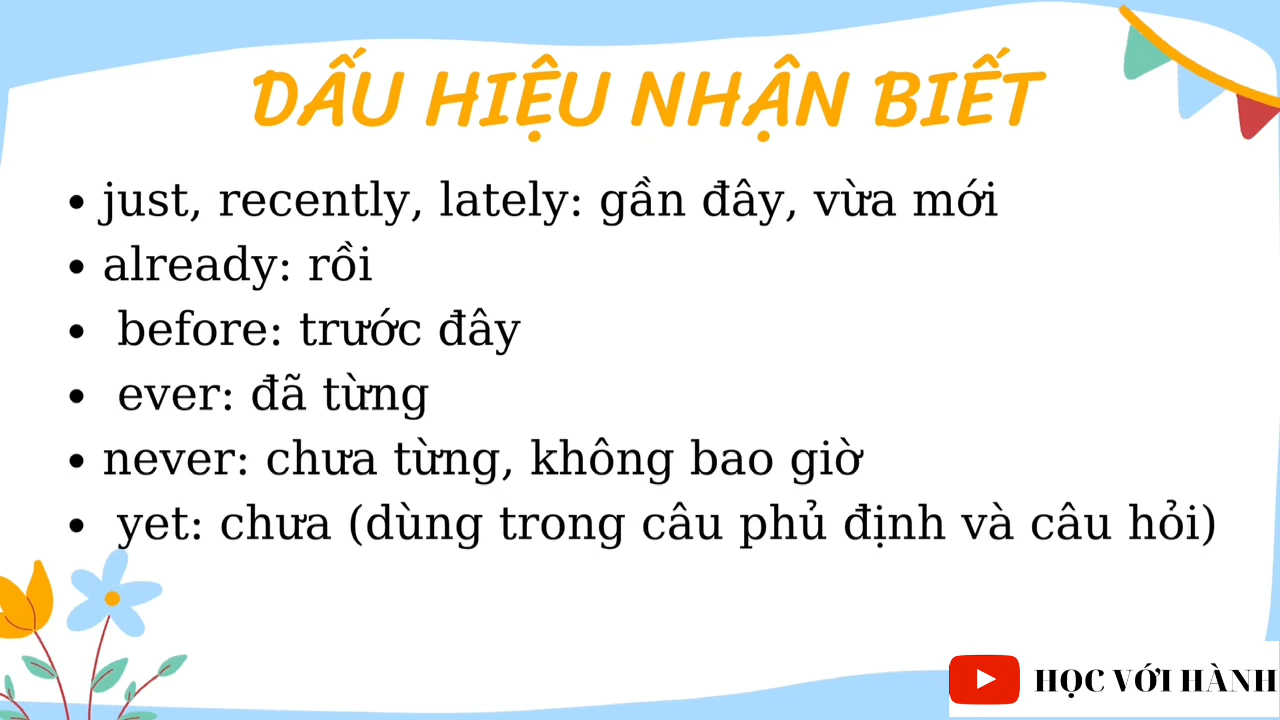 DẤU HIỆU NHẬN BIẾT
• just, recently, lately: gần đây, vừa mới
• already: rồi
• before: trước đây
• ever: đã từng
• never: chưa từng, không bao giờ
• yet: chưa (dùng trong câu phủ định và câu hỏi)
HỌC VỚI HÀNH